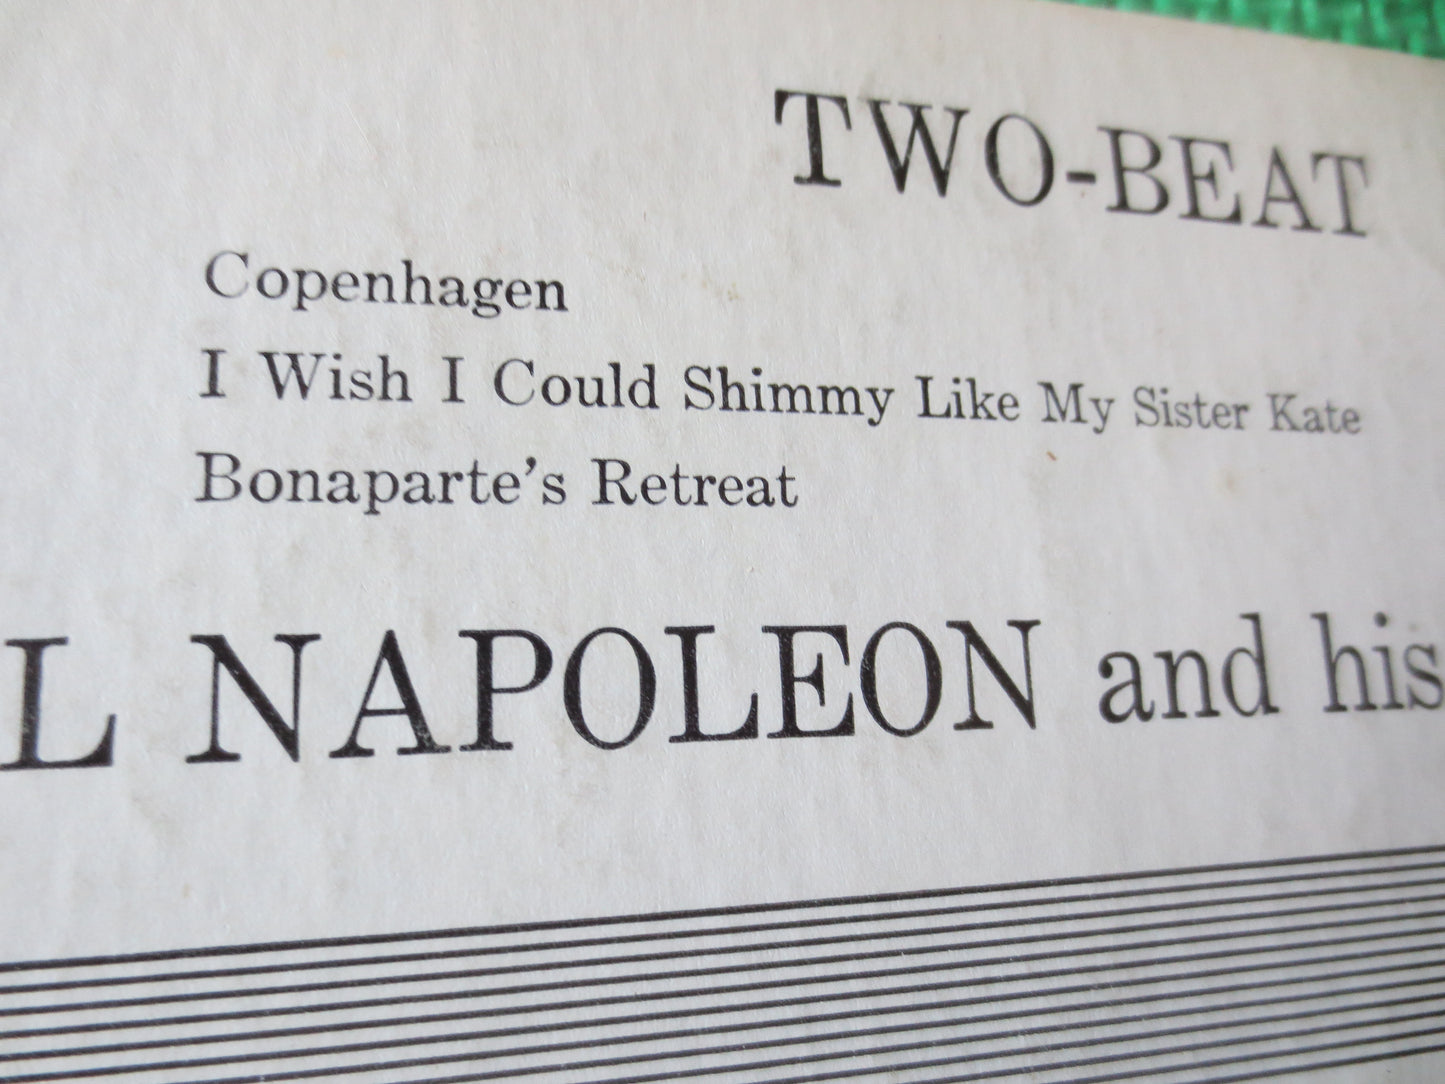 TWO-BEAT
Copenhagen
I Wish I Could Shimmy Like My Sister Kate
Bonaparte's Retreat
L NAPOLEON and his